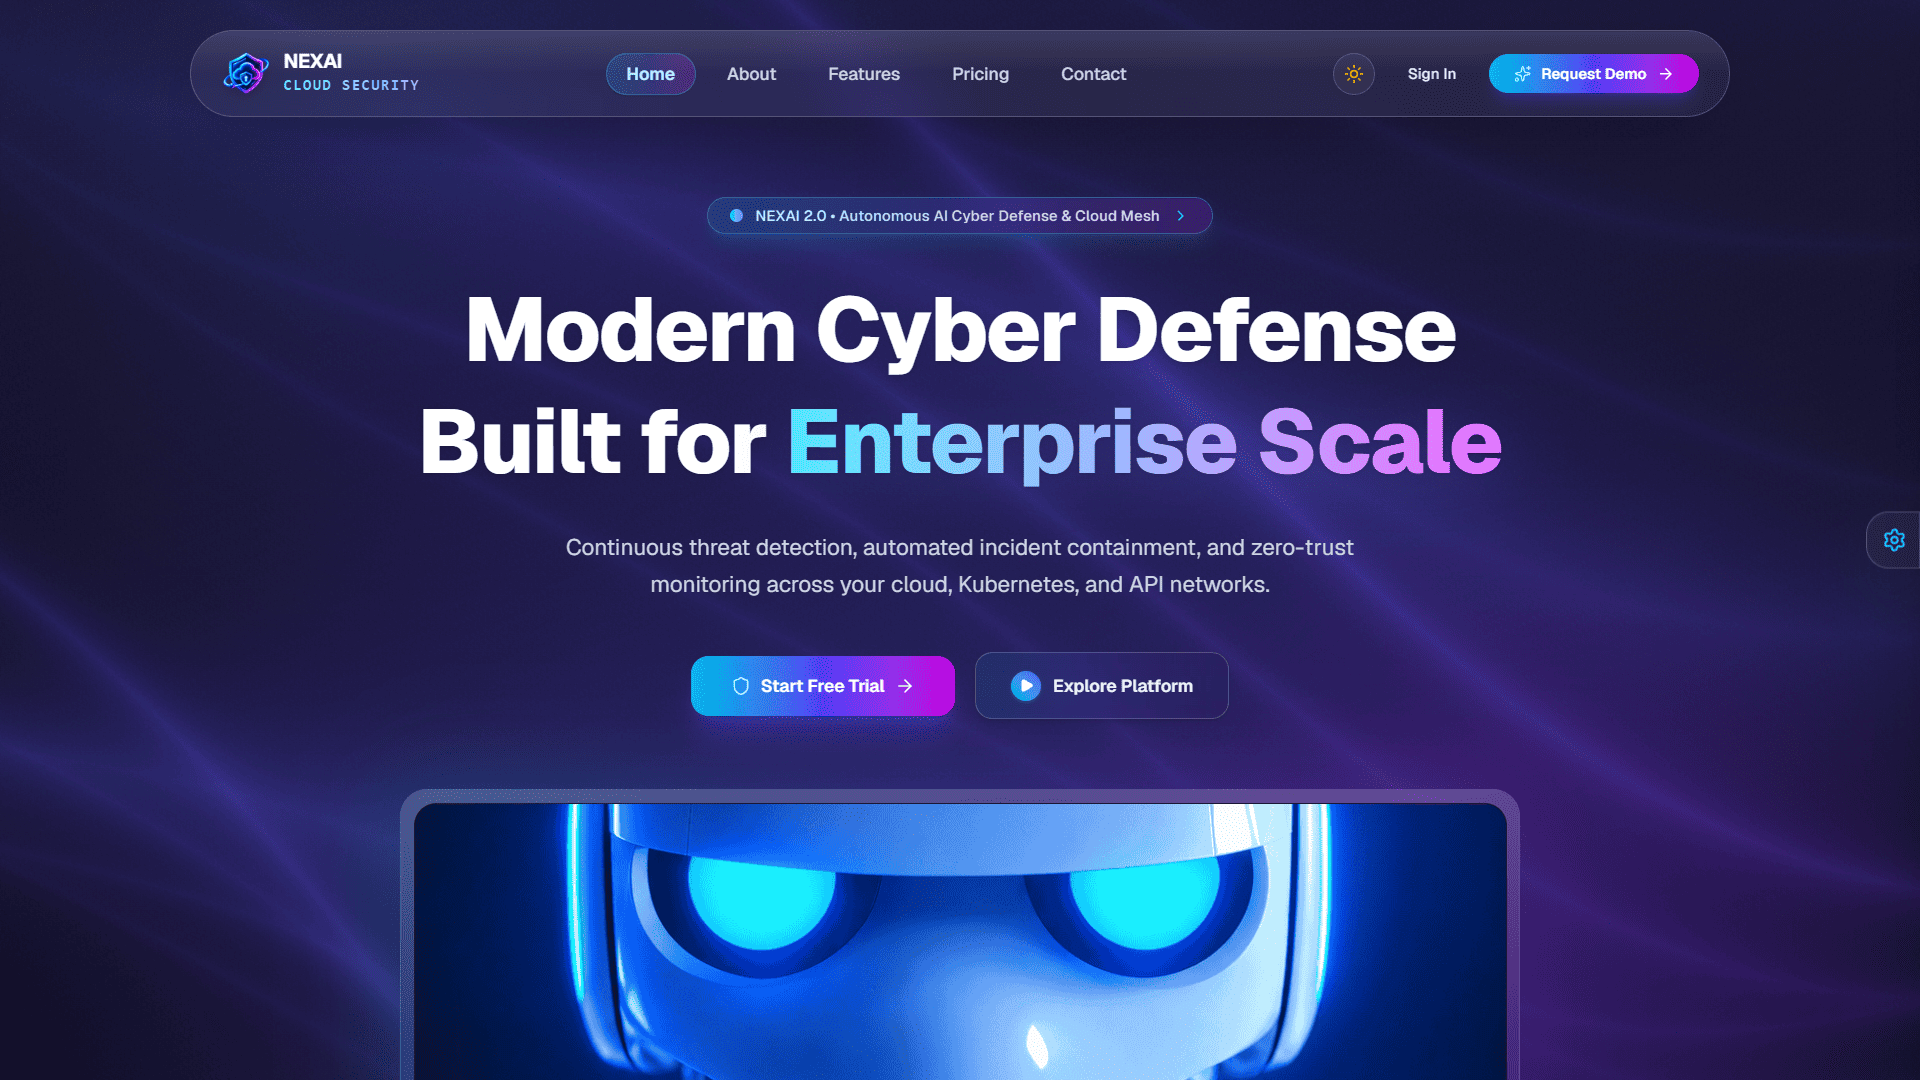 NEXAI
CLOUD SECURITY
Home
About
Features
Pricing
Contact
Sign In
Request Demo
NEXAI 2.0 • Autonomous AI Cyber Defense & Cloud Mesh
Modern Cyber Defense
Built for Enterprise Scale
Continuous threat detection, automated incident containment, and zero-trust
monitoring across your cloud, Kubernetes, and API networks.
Start Free Trial
Explore Platform